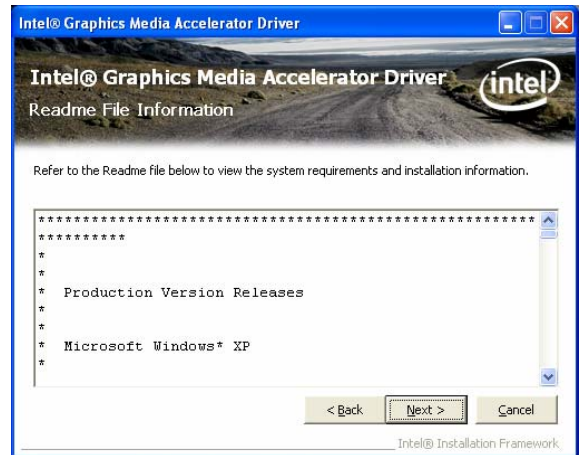 Intel® Graphics Media Accelerator Driver
Intel® Graphics Media Accelerator Driver
intel
Readme File Information
Refer to the Readme file below to view the system requirements and installation information.
********************************************************
**********
*
*
* Production Version Releases
*
*
* Microsoft Windows* XP
*
< Back Next > Cancel
Intel® Installation Framework